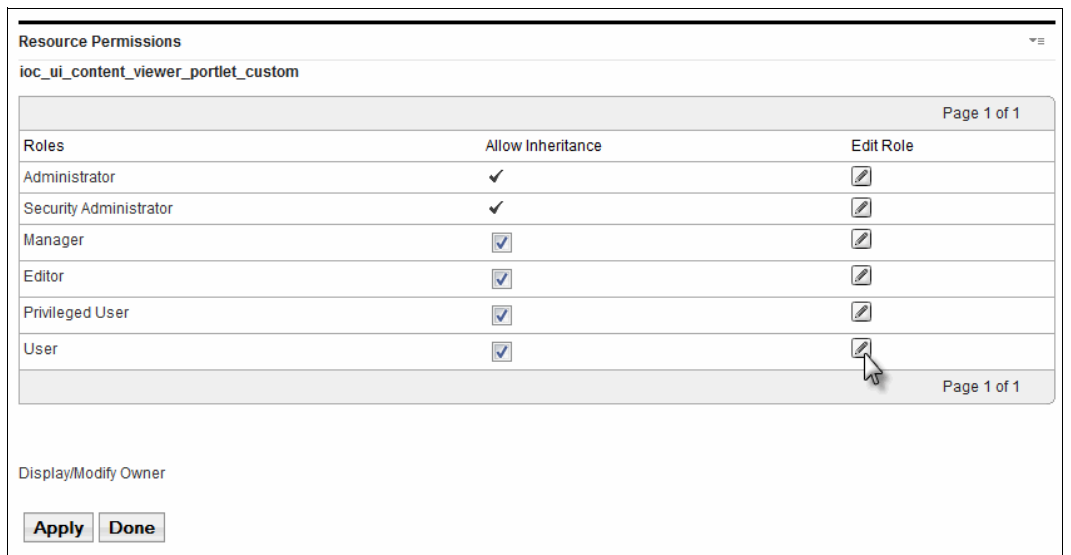 Resource Permissions
ioc_ui_content_viewer_portlet_custom
Page 1 of 1
Roles Allow Inheritance Edit Role
Administrator
Security Administrator
Manager
Editor
Privileged User
User
Page 1 of 1
Display/Modify Owner
Apply Done